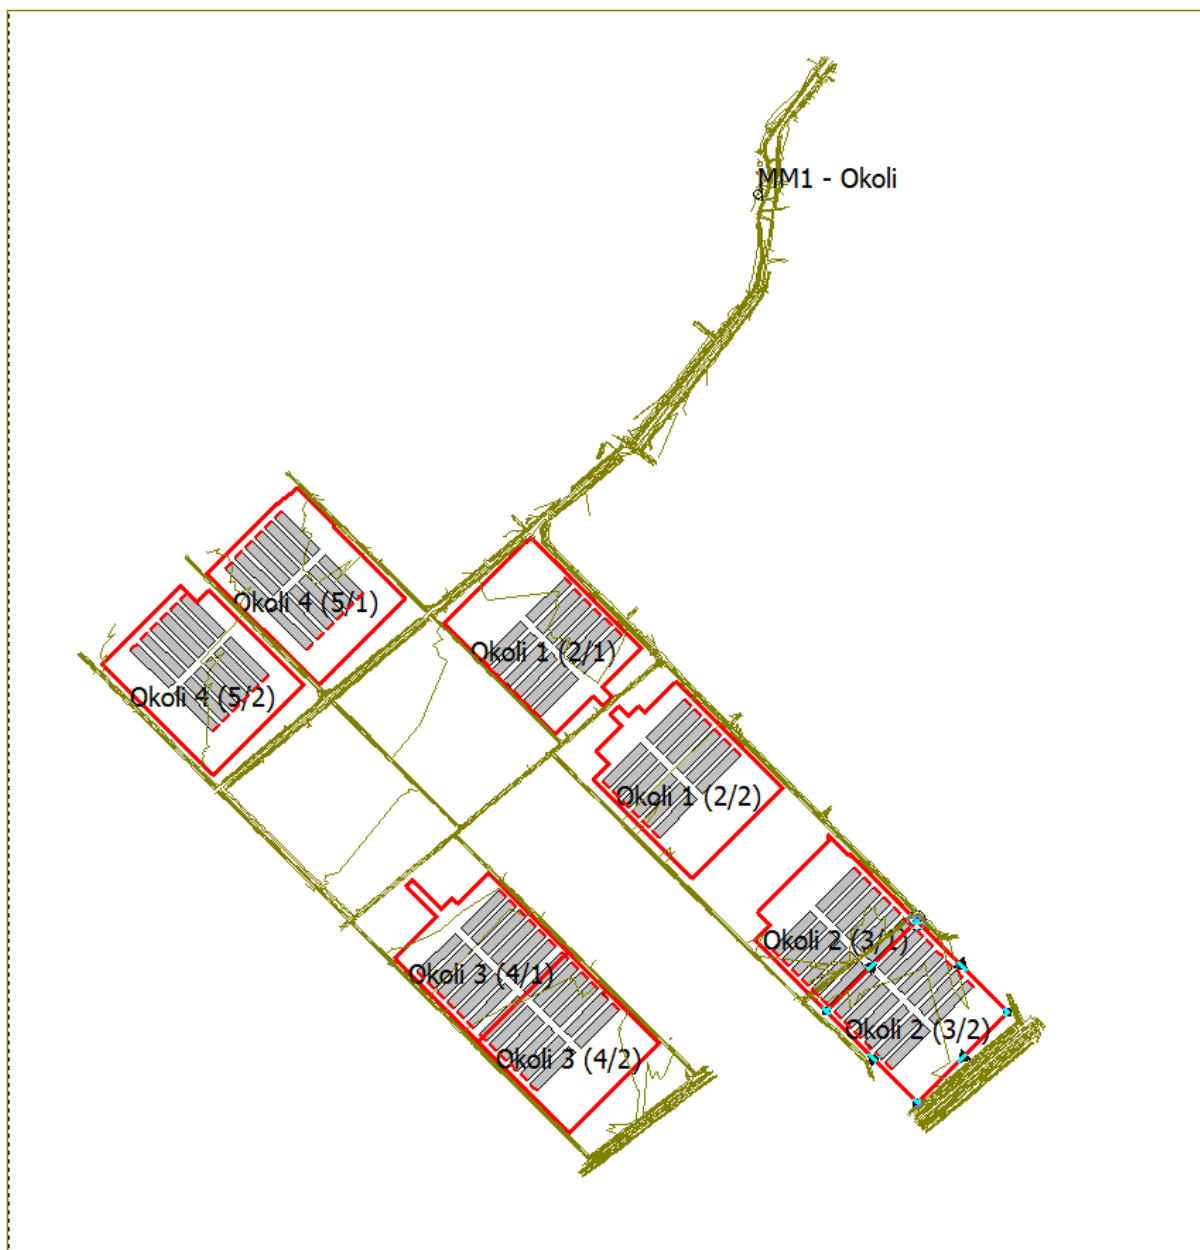 MM1 - Okoli
Okoli 4 (5/1)
Okoli 1 (2/1)
Okoli 4 (5/2)
Okoli 1 (2/2)
Okoli 2 (3/1)
Okoli 3 (4/1)
Okoli 2 (3/2)
Okoli 3 (4/2)